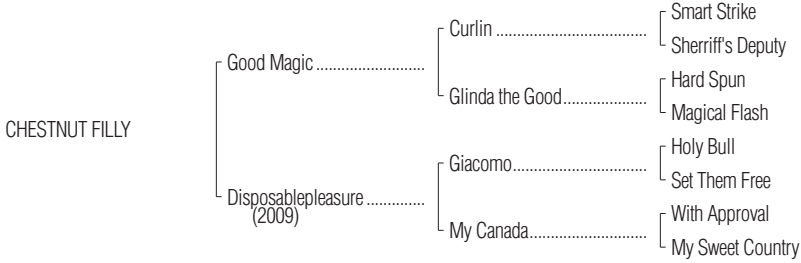 Smart Strike
Curlin ..................................
Sherriff's Deputy
Good Magic ........................
Hard Spun
Glinda the Good...................
Magical Flash
CHESTNUT FILLY
Holy Bull
Giacomo...............................
Set Them Free
Disposablepleasure .............
(2009)
With Approval
My Canada...........................
My Sweet Country